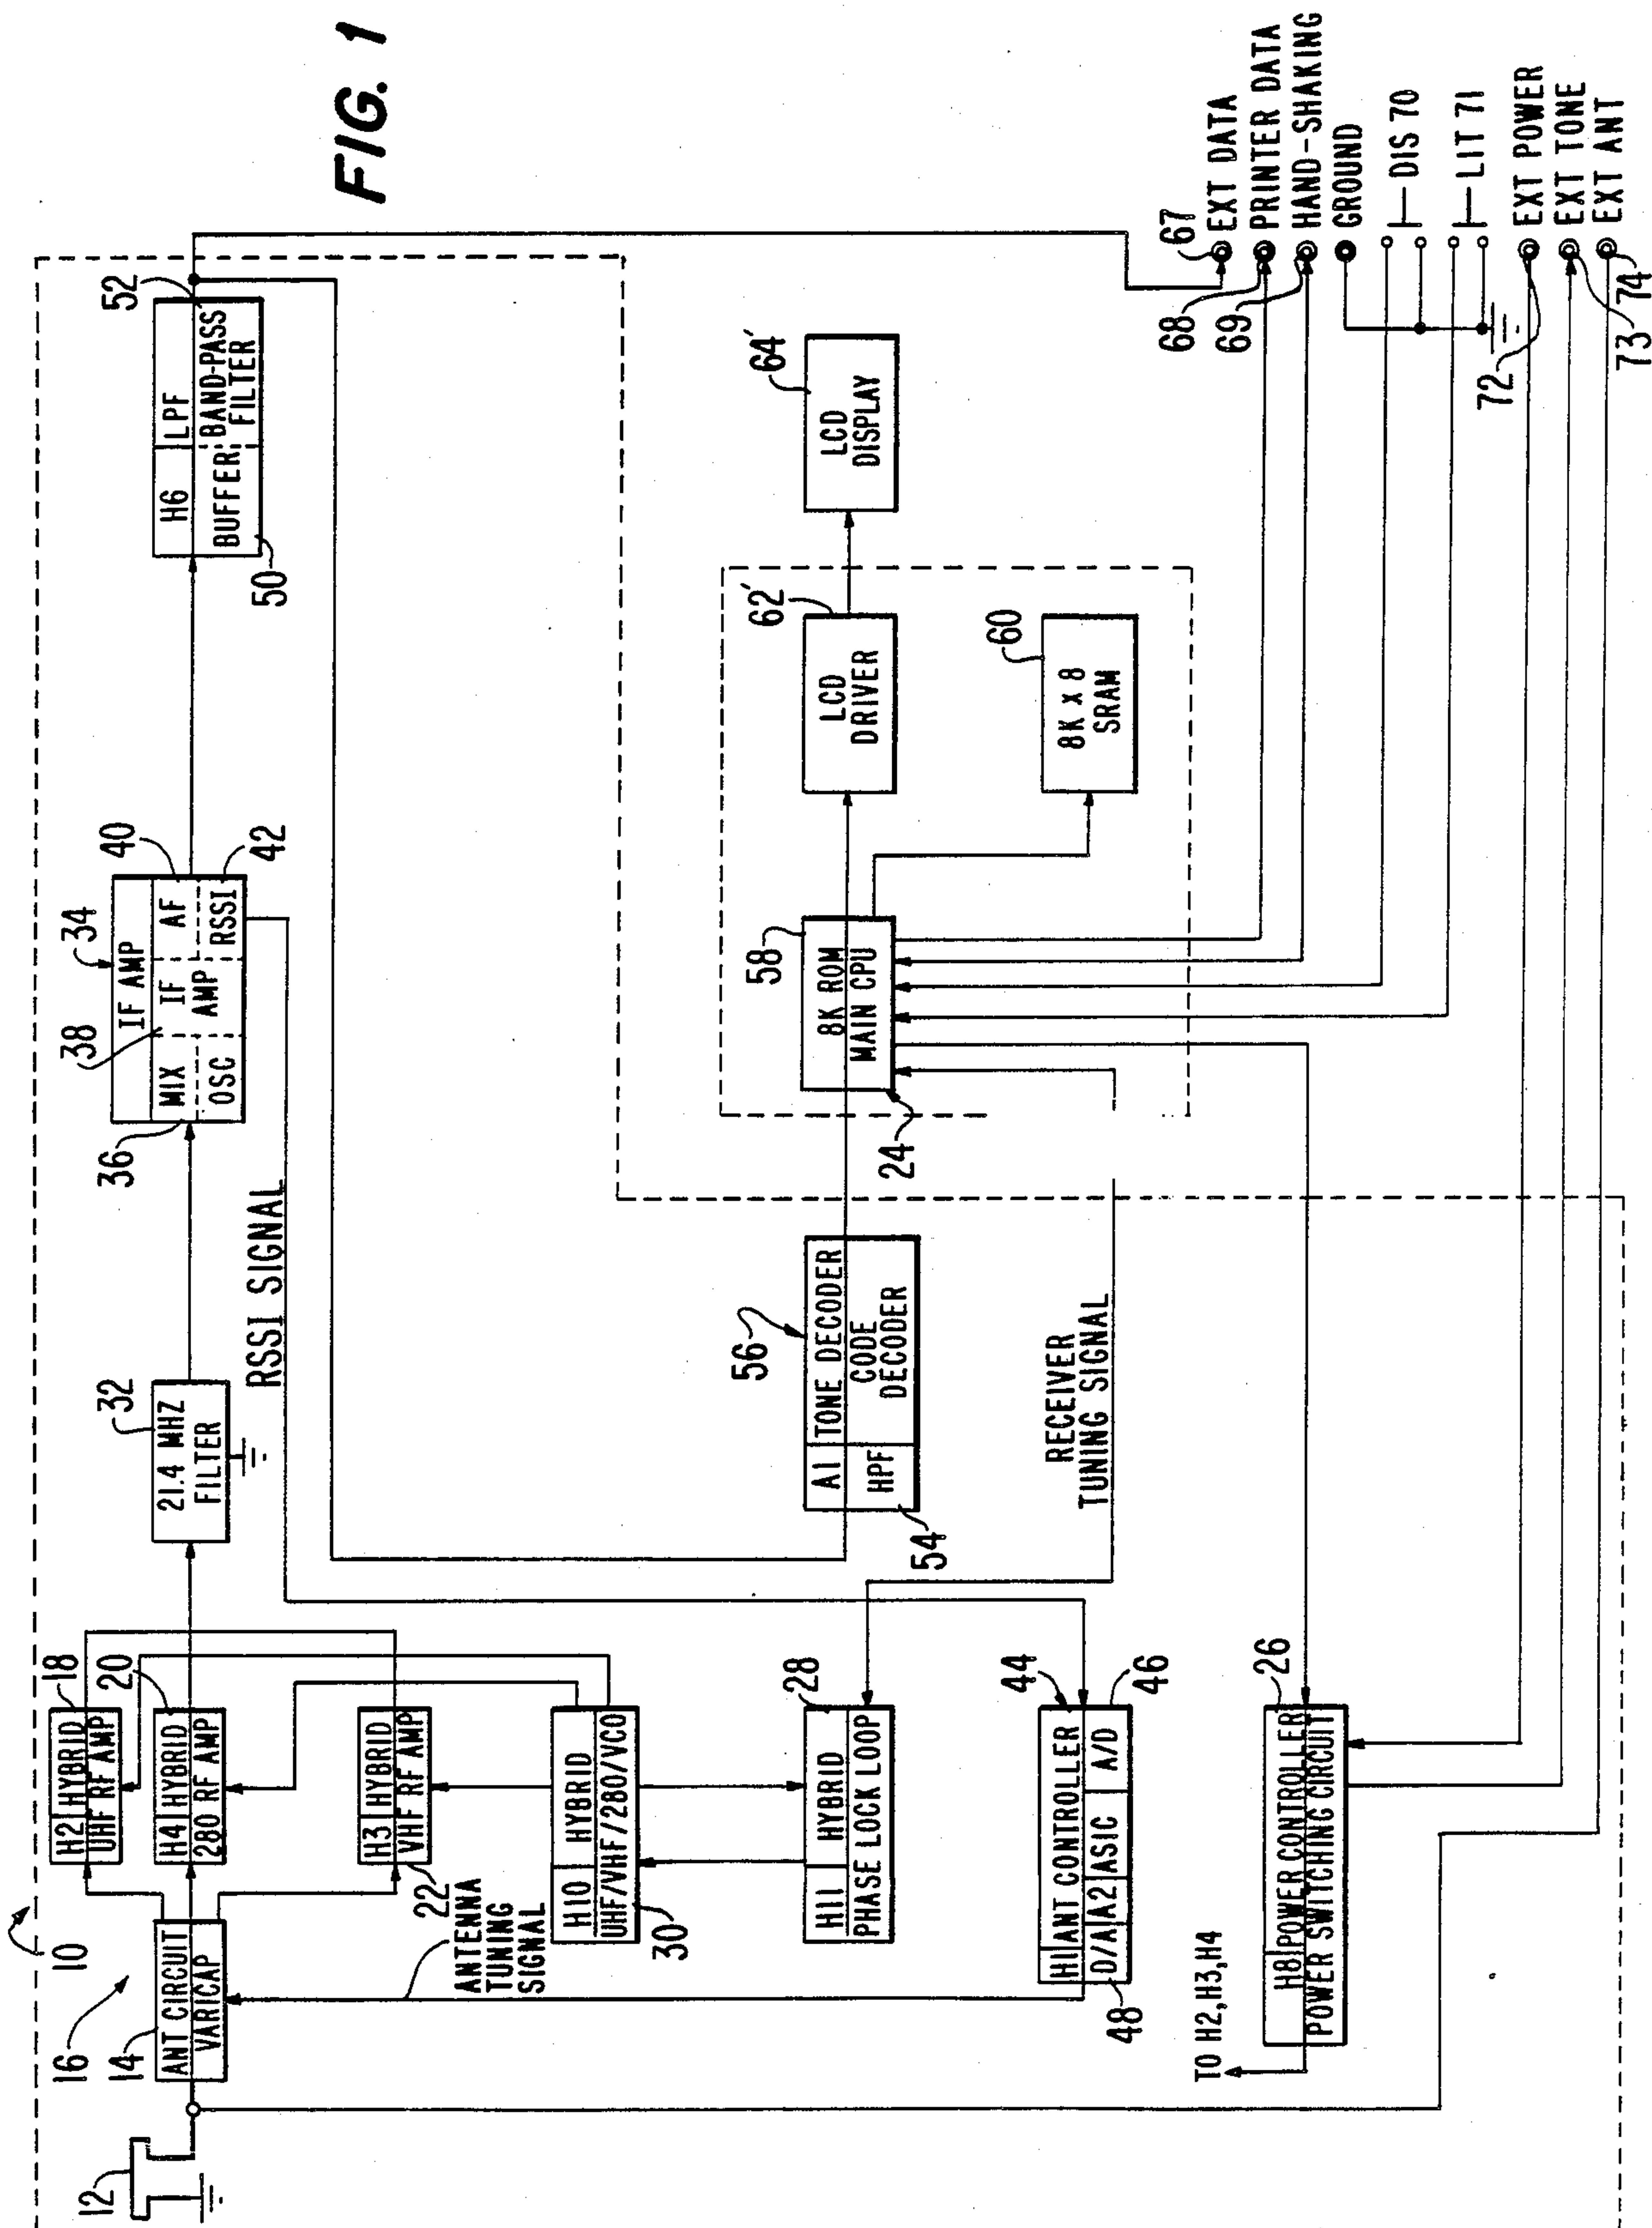 FIG. 1
10
12
16
14
ANT CIRCUIT
VARICAP
18
H2 HYBRID
UHF RF AMP
20
H4 HYBRID
280 RF AMP
H3 HYBRID
VHF RF AMP
22
ANTENNA
TUNING
SIGNAL
H10 HYBRID
UHF/VHF/280/VCO
30
28
H11 HYBRID
PHASE LOCK LOOP
44
H1 ANT CONTROLLER
D/A A2 ASIC A/D
46
48
TO H2,H3,H4
26
H8 POWER CONTROLLER
POWER SWITCHING CIRCUIT
32
21.4 MHZ
FILTER
RSSI SIGNAL
34
IF AMP
38
36
MIX
OSC
IF
AMP
AF
RSSI
40
42
H6 LPF
BUFFER
BAND-PASS
FILTER
50
52
56
A1 TONE DECODER
HPF
CODE
DECODER
54
RECEIVER
TUNING SIGNAL
58
8K ROM
MAIN CPU
24
62'
LCD
DRIVER
60
8K x 8
SRAM
64'
LCD
DISPLAY
67
EXT DATA
68
PRINTER DATA
69
HAND-SHAKING
GROUND
DIS 70
LIT 71
72
EXT POWER
73
EXT TONE
74
EXT ANT